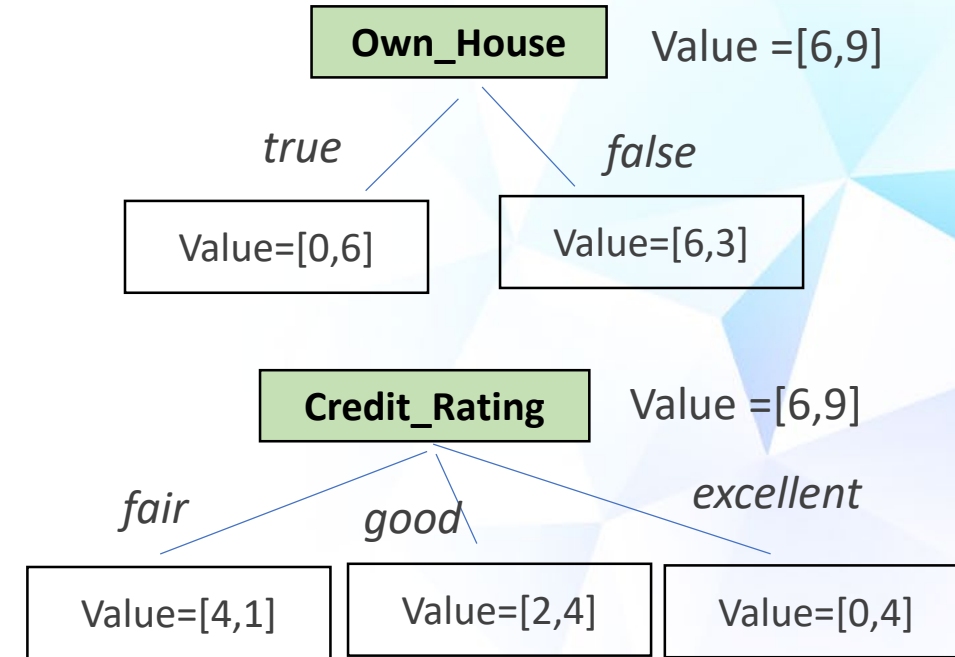 Own_House
Value =[6,9]
true
false
Value=[0,6]
Value=[6,3]
Credit_Rating
Value =[6,9]
fair
good
excellent
Value=[4,1]
Value=[2,4]
Value=[0,4]